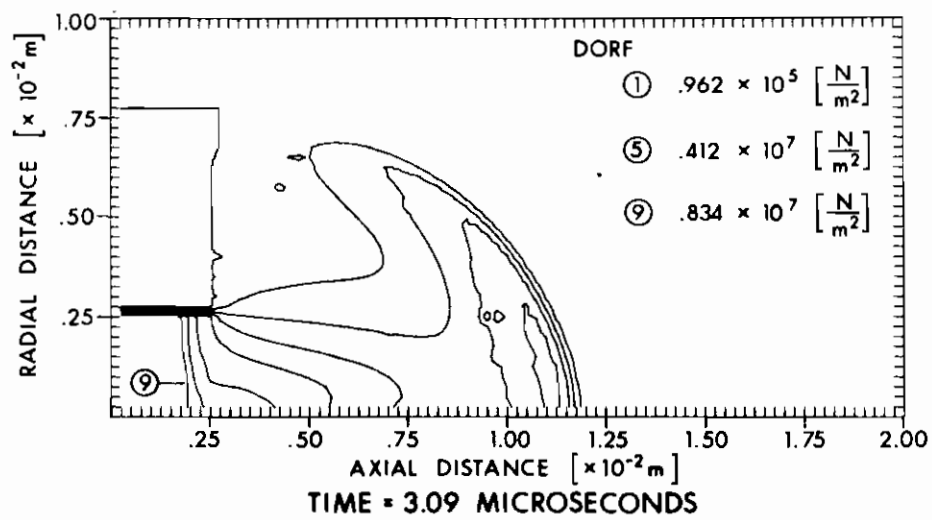 1.00
.75
.50
.25
RADIAL DISTANCE [× 10⁻² m]
DORF
① .962 × 10⁵ [N/m²]
⑤ .412 × 10⁷ [N/m²]
⑨ .834 × 10⁷ [N/m²]
⑨
.25 .50 .75 1.00 1.25 1.50 1.75 2.00
AXIAL DISTANCE [×10⁻² m]
TIME = 3.09 MICROSECONDS